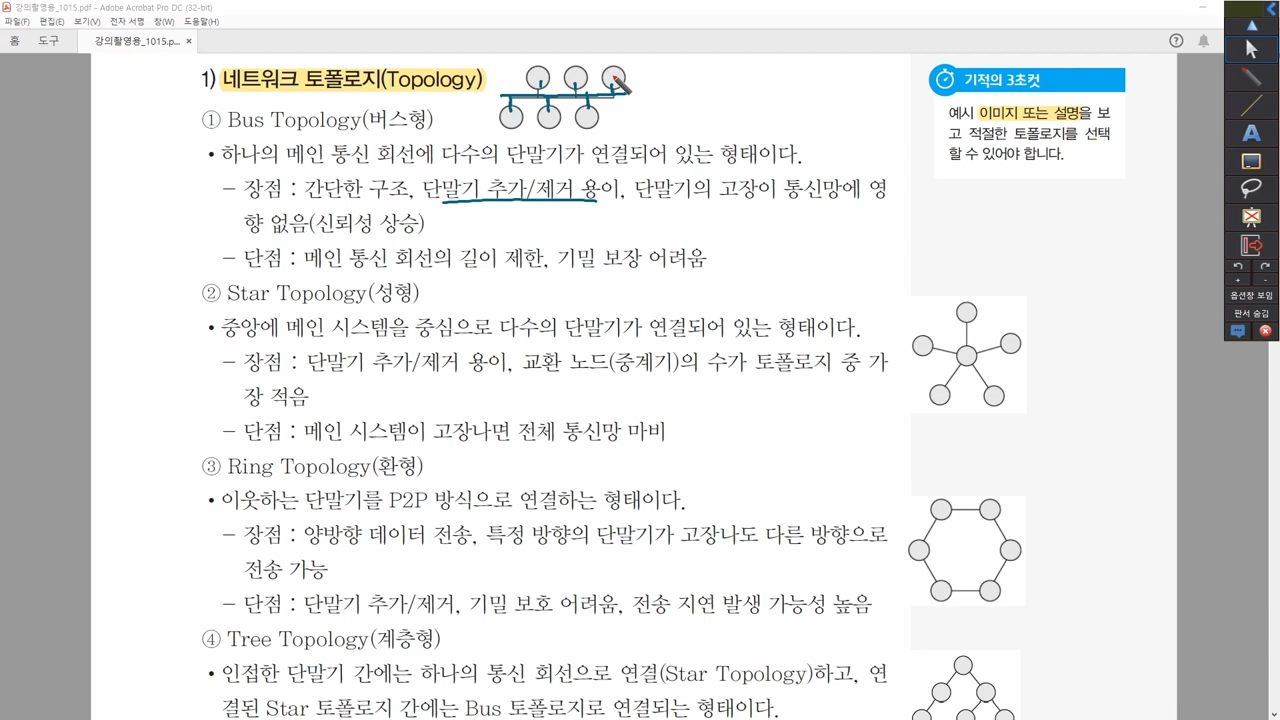 강의촬영용_1015.pdf - Adobe Acrobat Pro DC (32-bit)
파일(F) 편집(E) 보기(V) 전자 서명 창(W) 도움말(H)
홈 도구 강의촬영용_1015.p... ×
1) 네트워크 토폴로지(Topology)
① Bus Topology(버스형)
• 하나의 메인 통신 회선에 다수의 단말기가 연결되어 있는 형태이다.
– 장점 : 간단한 구조, 단말기 추가/제거 용이, 단말기의 고장이 통신망에 영
향 없음(신뢰성 상승)
– 단점 : 메인 통신 회선의 길이 제한, 기밀 보장 어려움
② Star Topology(성형)
• 중앙에 메인 시스템을 중심으로 다수의 단말기가 연결되어 있는 형태이다.
– 장점 : 단말기 추가/제거 용이, 교환 노드(중계기)의 수가 토폴로지 중 가
장 적음
– 단점 : 메인 시스템이 고장나면 전체 통신망 마비
③ Ring Topology(환형)
• 이웃하는 단말기를 P2P 방식으로 연결하는 형태이다.
– 장점 : 양방향 데이터 전송, 특정 방향의 단말기가 고장나도 다른 방향으로
전송 가능
– 단점 : 단말기 추가/제거, 기밀 보호 어려움, 전송 지연 발생 가능성 높음
④ Tree Topology(계층형)
• 인접한 단말기 간에는 하나의 통신 회선으로 연결(Star Topology)하고, 연
결된 Star 토폴로지 간에는 Bus 토폴로지로 연결되는 형태이다.
기적의 3초컷
예시 이미지 또는 설명을 보
고 적절한 토폴로지를 선택
할 수 있어야 합니다.
A
+ -
옵션장 보임
판서 숨김